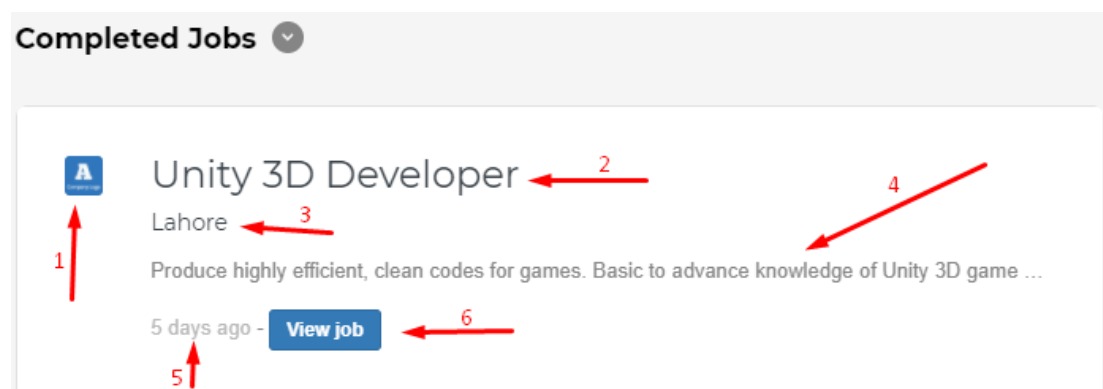 Completed Jobs
A
Unity 3D Developer
2
4
Lahore
3
1
Produce highly efficient, clean codes for games. Basic to advance knowledge of Unity 3D game ...
5 days ago - View job
6
5